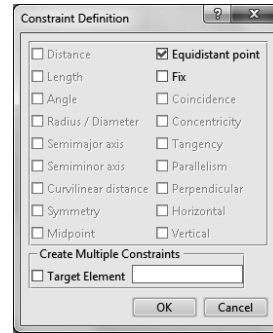 Constraint Definition
? X
Distance
Equidistant point
Length
Fix
Angle
Coincidence
Radius / Diameter
Concentricity
Semimajor axis
Tangency
Semiminor axis
Parallelism
Curvilinear distance
Perpendicular
Symmetry
Horizontal
Midpoint
Vertical
Create Multiple Constraints
Target Element
OK
Cancel